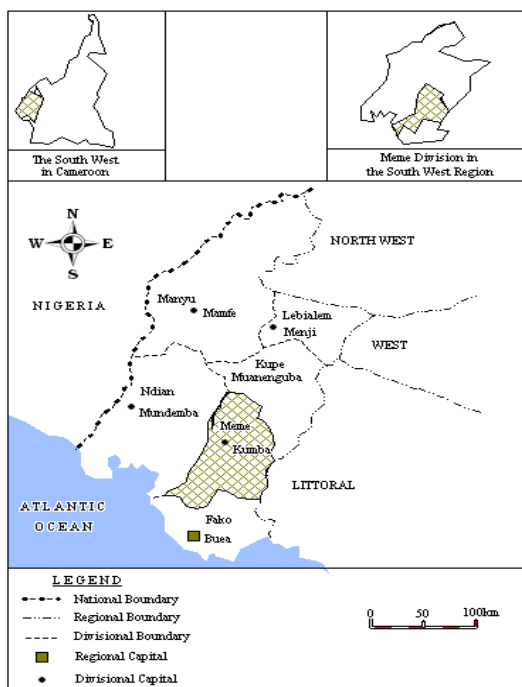 The South West
in Cameroon
Meme Division in
the South West Region
N
W E
S
NORTH WEST
NIGERIA
Manyu
Mamfe
Lebialem
Menji
WEST
Kupe
Muanenguba
Ndian
Mundemba
Meme
Kumba
LITTORAL
ATLANTIC
OCEAN
Fako
Buea
LEGEND
National Boundary
Regional Boundary
Divisional Boundary
Regional Capital
Divisional Capital
0 50 100km